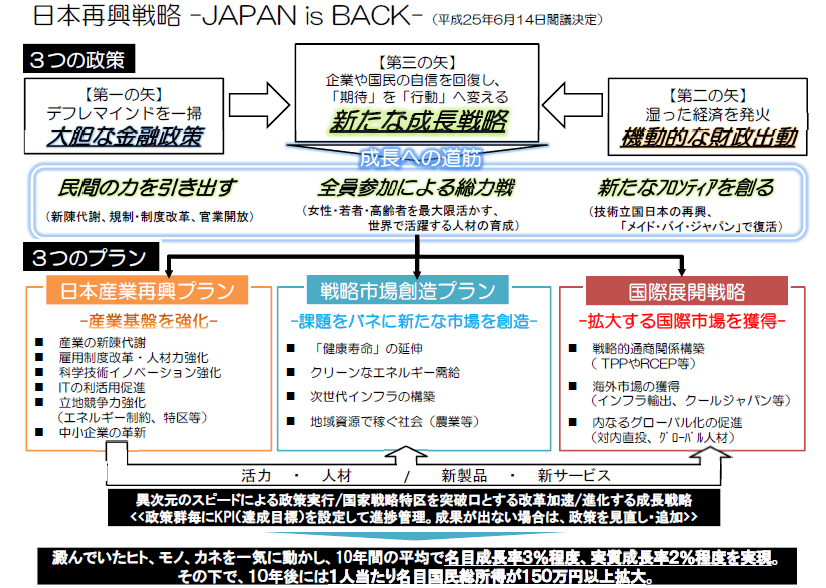 日本再興戦略 -JAPAN is BACK-（平成25年6月14日閣議決定）
３つの政策
【第一の矢】
デフレマインドを一掃
大胆な金融政策
【第三の矢】
企業や国民の自信を回復し、
「期待」を「行動」へ変える
新たな成長戦略
【第二の矢】
湿った経済を発火
機動的な財政出動
成長への道筋
民間の力を引き出す
（新陳代謝、規制・制度改革、官業開放）
全員参加による総力戦
（女性・若者・高齢者を最大限活かす、
世界で活躍する人材の育成）
新たなﾌﾛﾝﾃｨｱを創る
（技術立国日本の再興、
「メイド・バイ・ジャパン」で復活）
３つのプラン
日本産業再興プラン
-産業基盤を強化-
■ 産業の新陳代謝
■ 雇用制度改革・人材力強化
■ 科学技術イノベーション強化
■ ITの利活用促進
■ 立地競争力強化
（エネルギー制約、特区等）
■ 中小企業の革新
戦略市場創造プラン
-課題をバネに新たな市場を創造-
■ 「健康寿命」の延伸
■ クリーンなエネルギー需給
■ 次世代インフラの構築
■ 地域資源で稼ぐ社会（農業等）
国際展開戦略
-拡大する国際市場を獲得-
■ 戦略的通商関係構築
（TPPやRCEP等）
■ 海外市場の獲得
（インフラ輸出、クールジャパン等）
■ 内なるグローバル化の促進
（対内直投、ｸﾞﾛｰﾊﾞﾙ人材）
活力 ・ 人材 / 新製品 ・ 新サービス
異次元のスピードによる政策実行/国家戦略特区を突破口とする改革加速/進化する成長戦略
<<政策群毎にKPI(達成目標)を設定して進捗管理。成果が出ない場合は、政策を見直し・追加>>
澱んでいたヒト、モノ、カネを一気に動かし、10年間の平均で名目成長率3％程度、実質成長率2％程度を実現。
その下で、10年後には1人当たり名目国民総所得が150万円以上拡大。